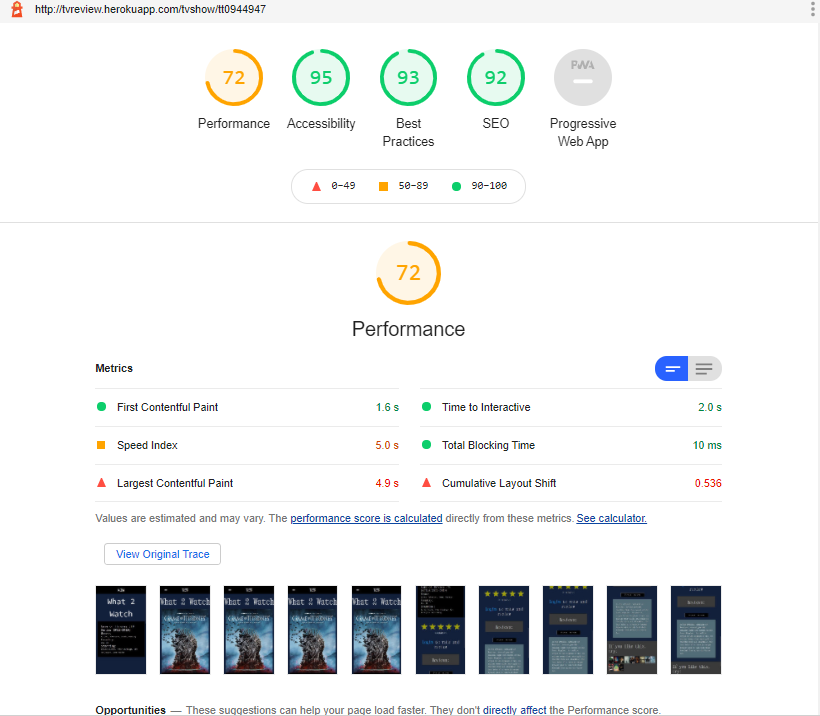 http://tvreview.herokuapp.com/tvshow/tt0944947
72 95 93 92 PWA
Performance Accessibility Best Practices SEO Progressive Web App
0–49 50–89 90–100
72
Performance
Metrics
First Contentful Paint 1.6 s
Time to Interactive 2.0 s
Speed Index 5.0 s
Total Blocking Time 10 ms
Largest Contentful Paint 4.9 s
Cumulative Layout Shift 0.536
Values are estimated and may vary. The performance score is calculated directly from these metrics. See calculator.
View Original Trace
What 2 Watch
What 2 Watch
What 2 Watch
What 2 Watch
What 2 Watch
Opportunities — These suggestions can help your page load faster. They don't directly affect the Performance score.